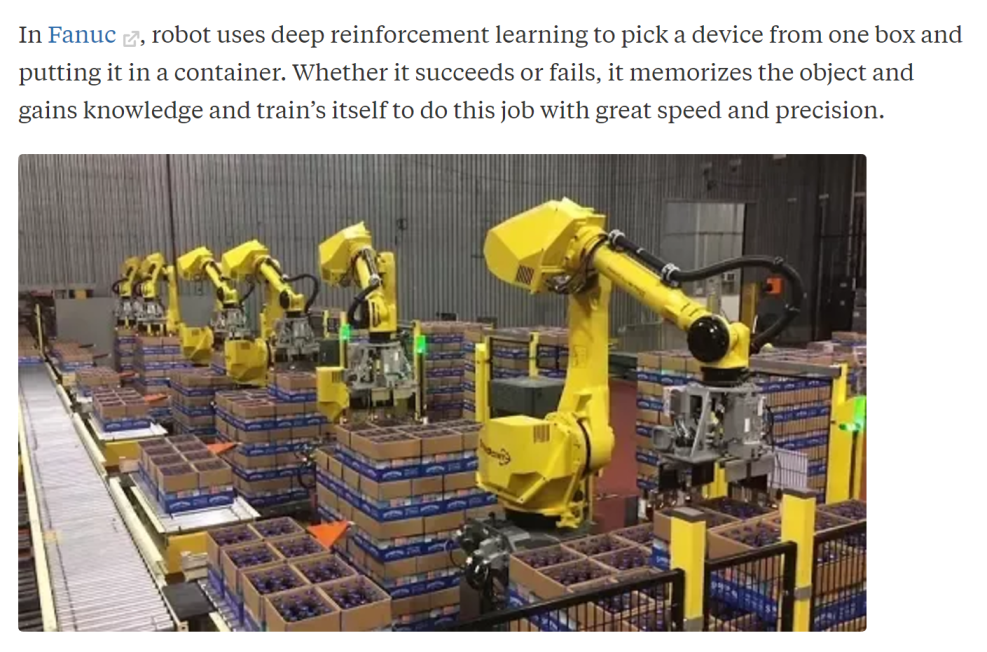 In Fanuc, robot uses deep reinforcement learning to pick a device from one box and
putting it in a container. Whether it succeeds or fails, it memorizes the object and
gains knowledge and train’s itself to do this job with great speed and precision.